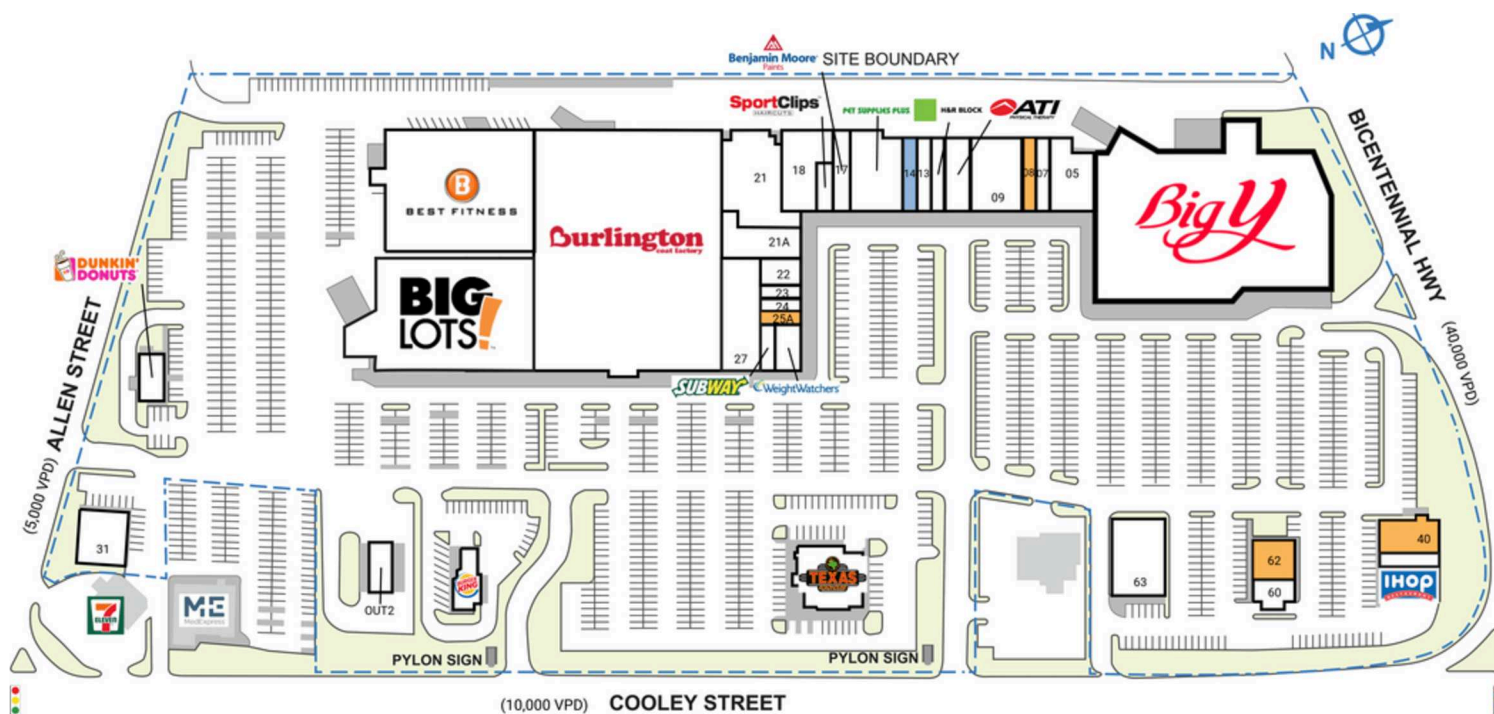 N
Benjamin Moore
Paints
SITE BOUNDARY
SportClips
HAIRCUTS
PET SUPPLIES PLUS
H&R BLOCK
ATI
PHYSICAL THERAPY
BICENTENNIAL HWY
(40,000 VPD)
B
BEST FITNESS
Burlington
coat factory
21
18
17
14
13
09
08
07
05
Big Y
21A
22
23
24
25A
27
BIG
LOTS!
DUNKIN'
DONUTS
SUBWAY
WeightWatchers
ALLEN STREET
(5,000 VPD)
31
7
ELEVEN
ME
MedExpress
OUT2
BURGER
KING
TEXAS
63
62
60
40
IHOP
RESTAURANT
PYLON SIGN
PYLON SIGN
(10,000 VPD) COOLEY STREET